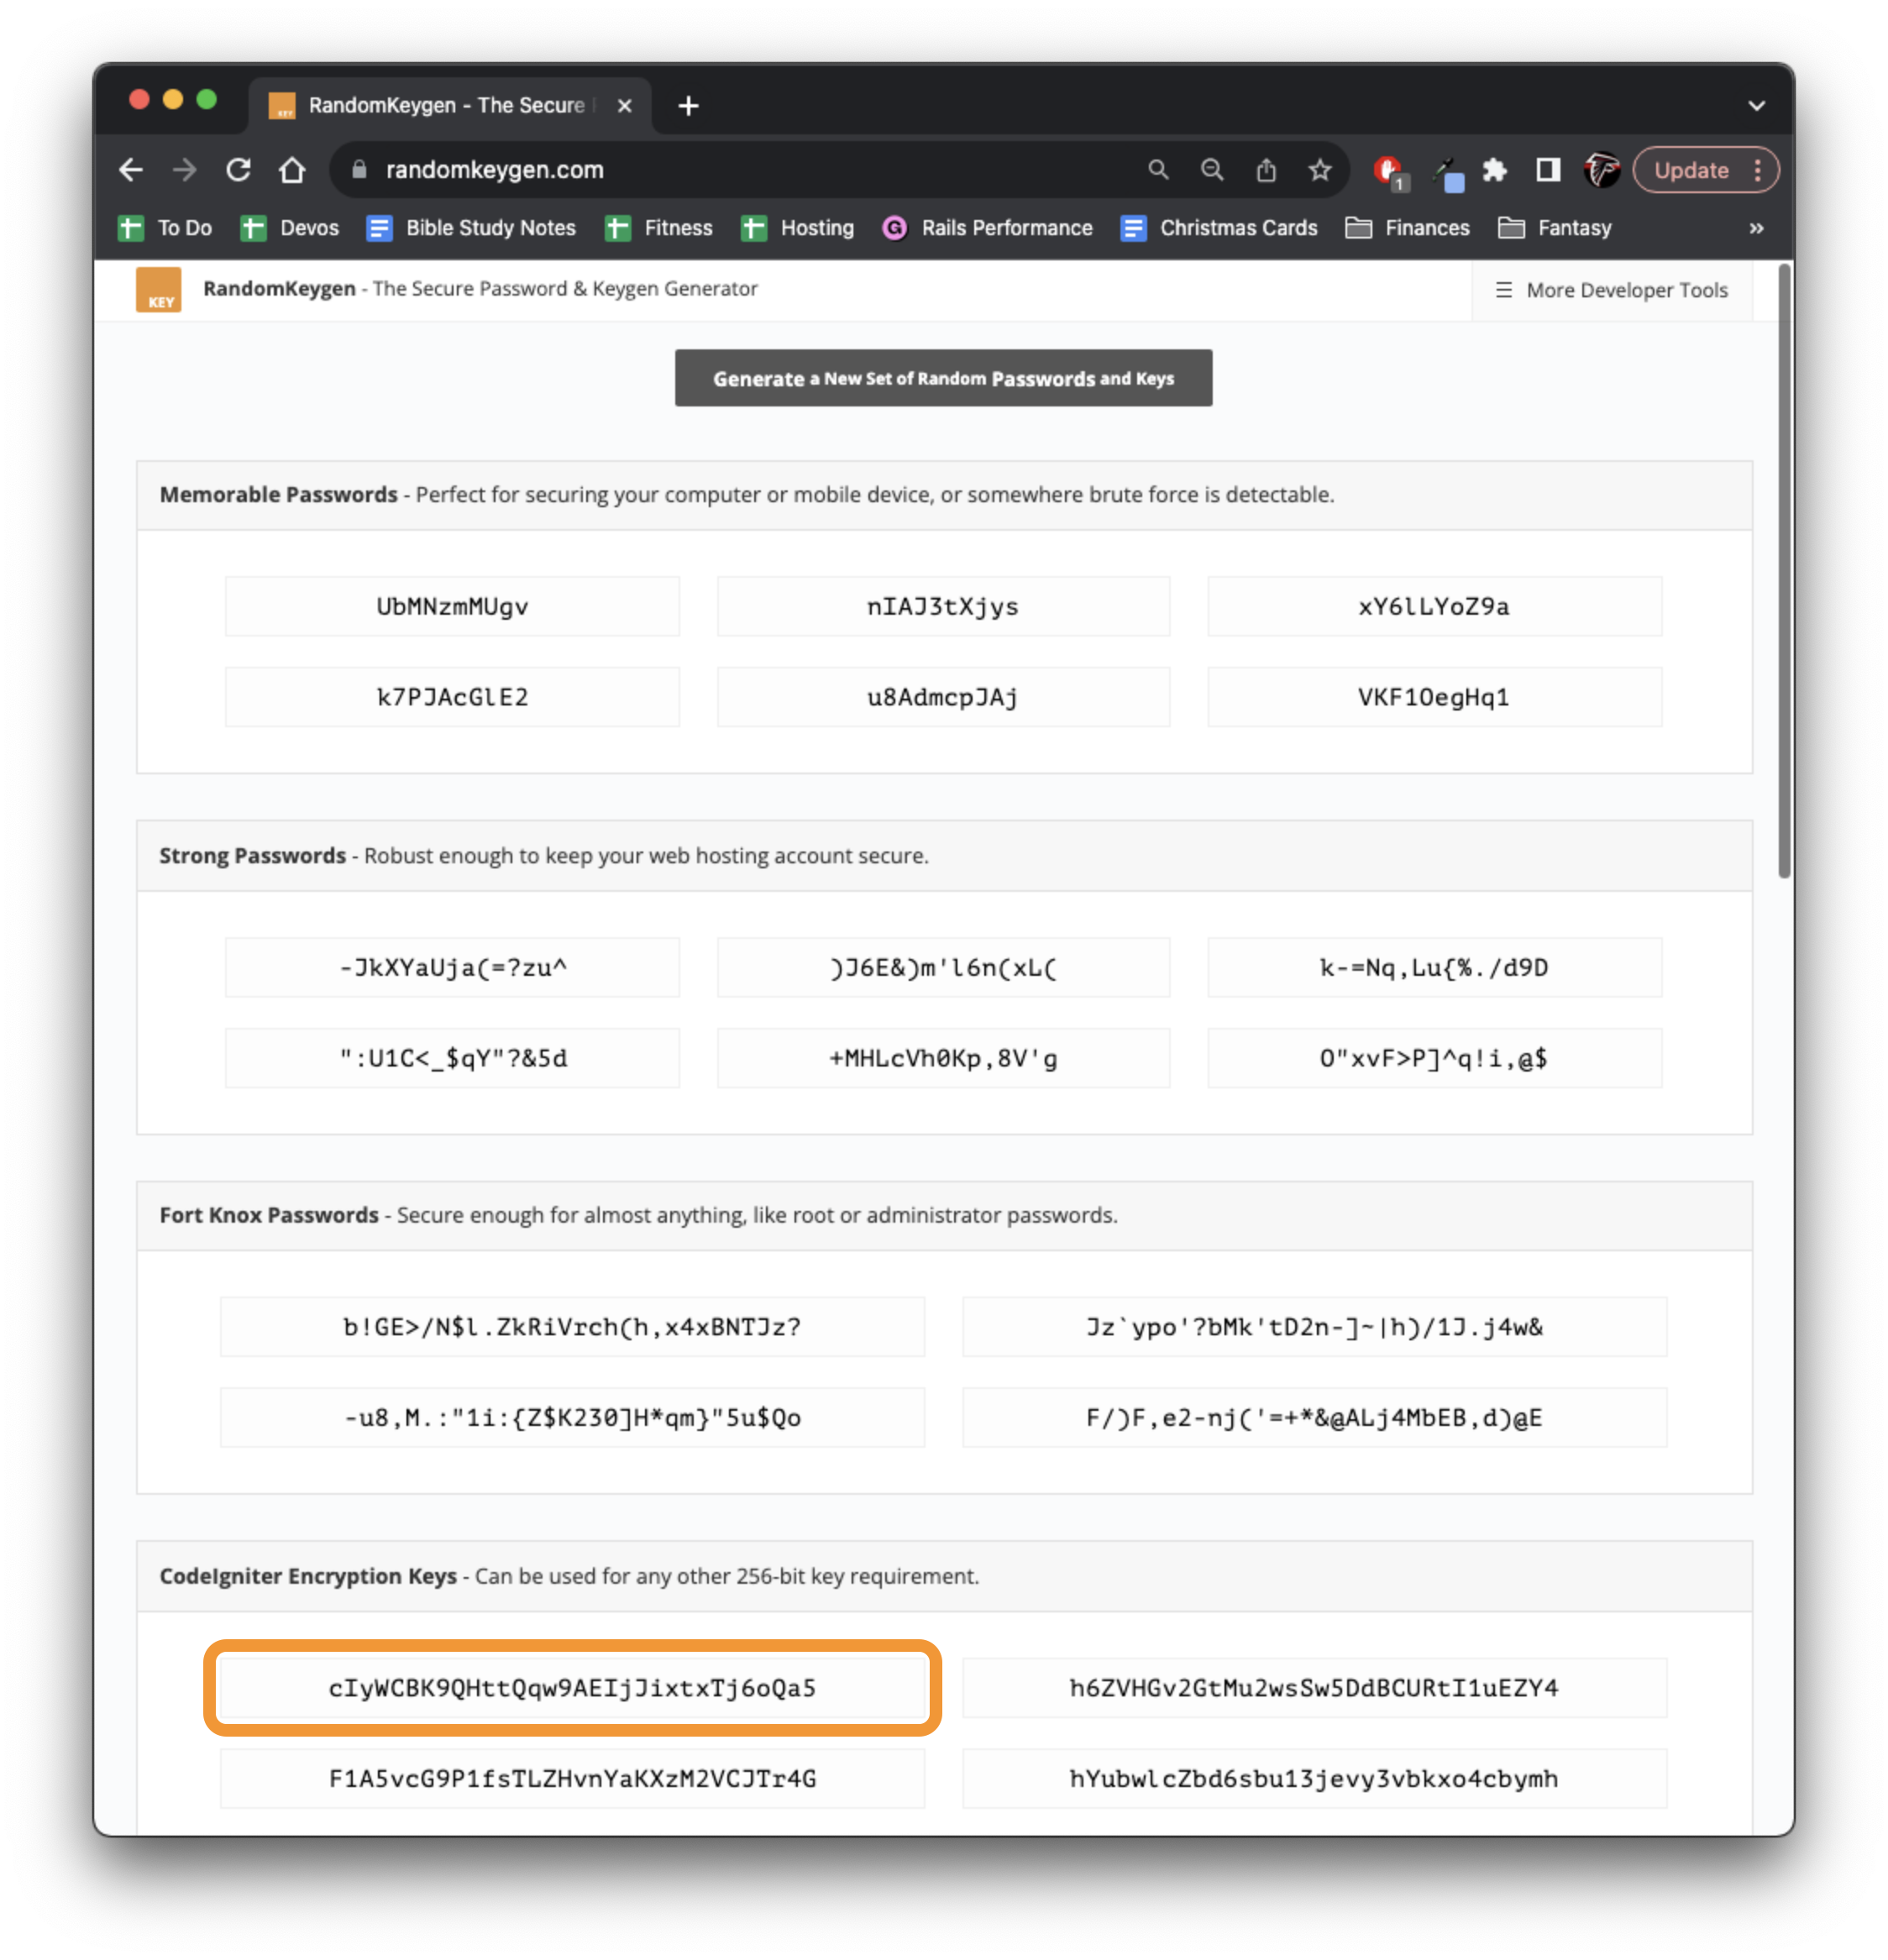 KEY RandomKeygen - The Secure
randomkeygen.com
1
Update
To Do Devos Bible Study Notes Fitness Hosting G Rails Performance Christmas Cards Finances Fantasy »
KEY RandomKeygen - The Secure Password & Keygen Generator
More Developer Tools
Generate a New Set of Random Passwords and Keys
Memorable Passwords - Perfect for securing your computer or mobile device, or somewhere brute force is detectable.
UbMNzmMUgv nIAJ3tXjys xY6lLYoZ9a
k7PJAcGlE2 u8AdmcpJAj VKF1OegHq1
Strong Passwords - Robust enough to keep your web hosting account secure.
-JkXYaUja(=?zu^ )J6E&)m'l6n(xL( k-=Nq,Lu{%./d9D
":U1C<_$qY"?&5d +MHLcVh0Kp,8V'g O"xvF>P]^q!i,@$
Fort Knox Passwords - Secure enough for almost anything, like root or administrator passwords.
b!GE>/N$l.ZkRiVrch(h,x4xBNTJz? Jz`ypo'?bMk'tD2n-]~|h)/1J.j4w&
-u8,M.:"1i:{Z$K230]H*qm}"5u$Qo F/)F,e2-nj('=+*&@ALj4MbEB,d)@E
CodeIgniter Encryption Keys - Can be used for any other 256-bit key requirement.
cIyWCBK9QHttQqw9AEIjJixtxTj6oQa5 h6ZVHGv2GtMu2wsSw5DdBCURtI1uEZY4
F1A5vcG9P1fsTLZHvnYaKXzM2VCJTr4G hYubwlcZbd6sbu13jevy3vbkxo4cbymh